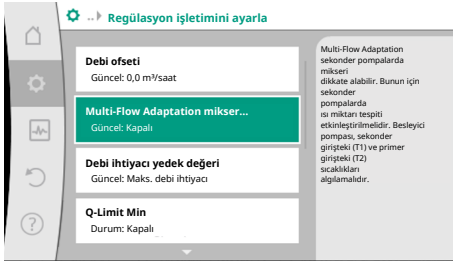 ..▸ Regülasyon işletimini ayarla
Debi ofseti
Güncel: 0,0 m³/saat
Multi-Flow Adaptation mikser...
Güncel: Kapalı
Debi ihtiyacı yedek değeri
Güncel: Maks. debi ihtiyacı
Q-Limit Min
Durum: Kapalı
Multi-Flow Adaptation
sekonder pompalarda
mikseri
dikkate alabilir. Bunun için
sekonder
pompalarda
ısı miktarı tespiti
etkinleştirilmelidir. Besleyici
pompası, sekonder
girişteki (T1) ve primer
girişteki (T2)
sıcaklıkları
algılamalıdır.